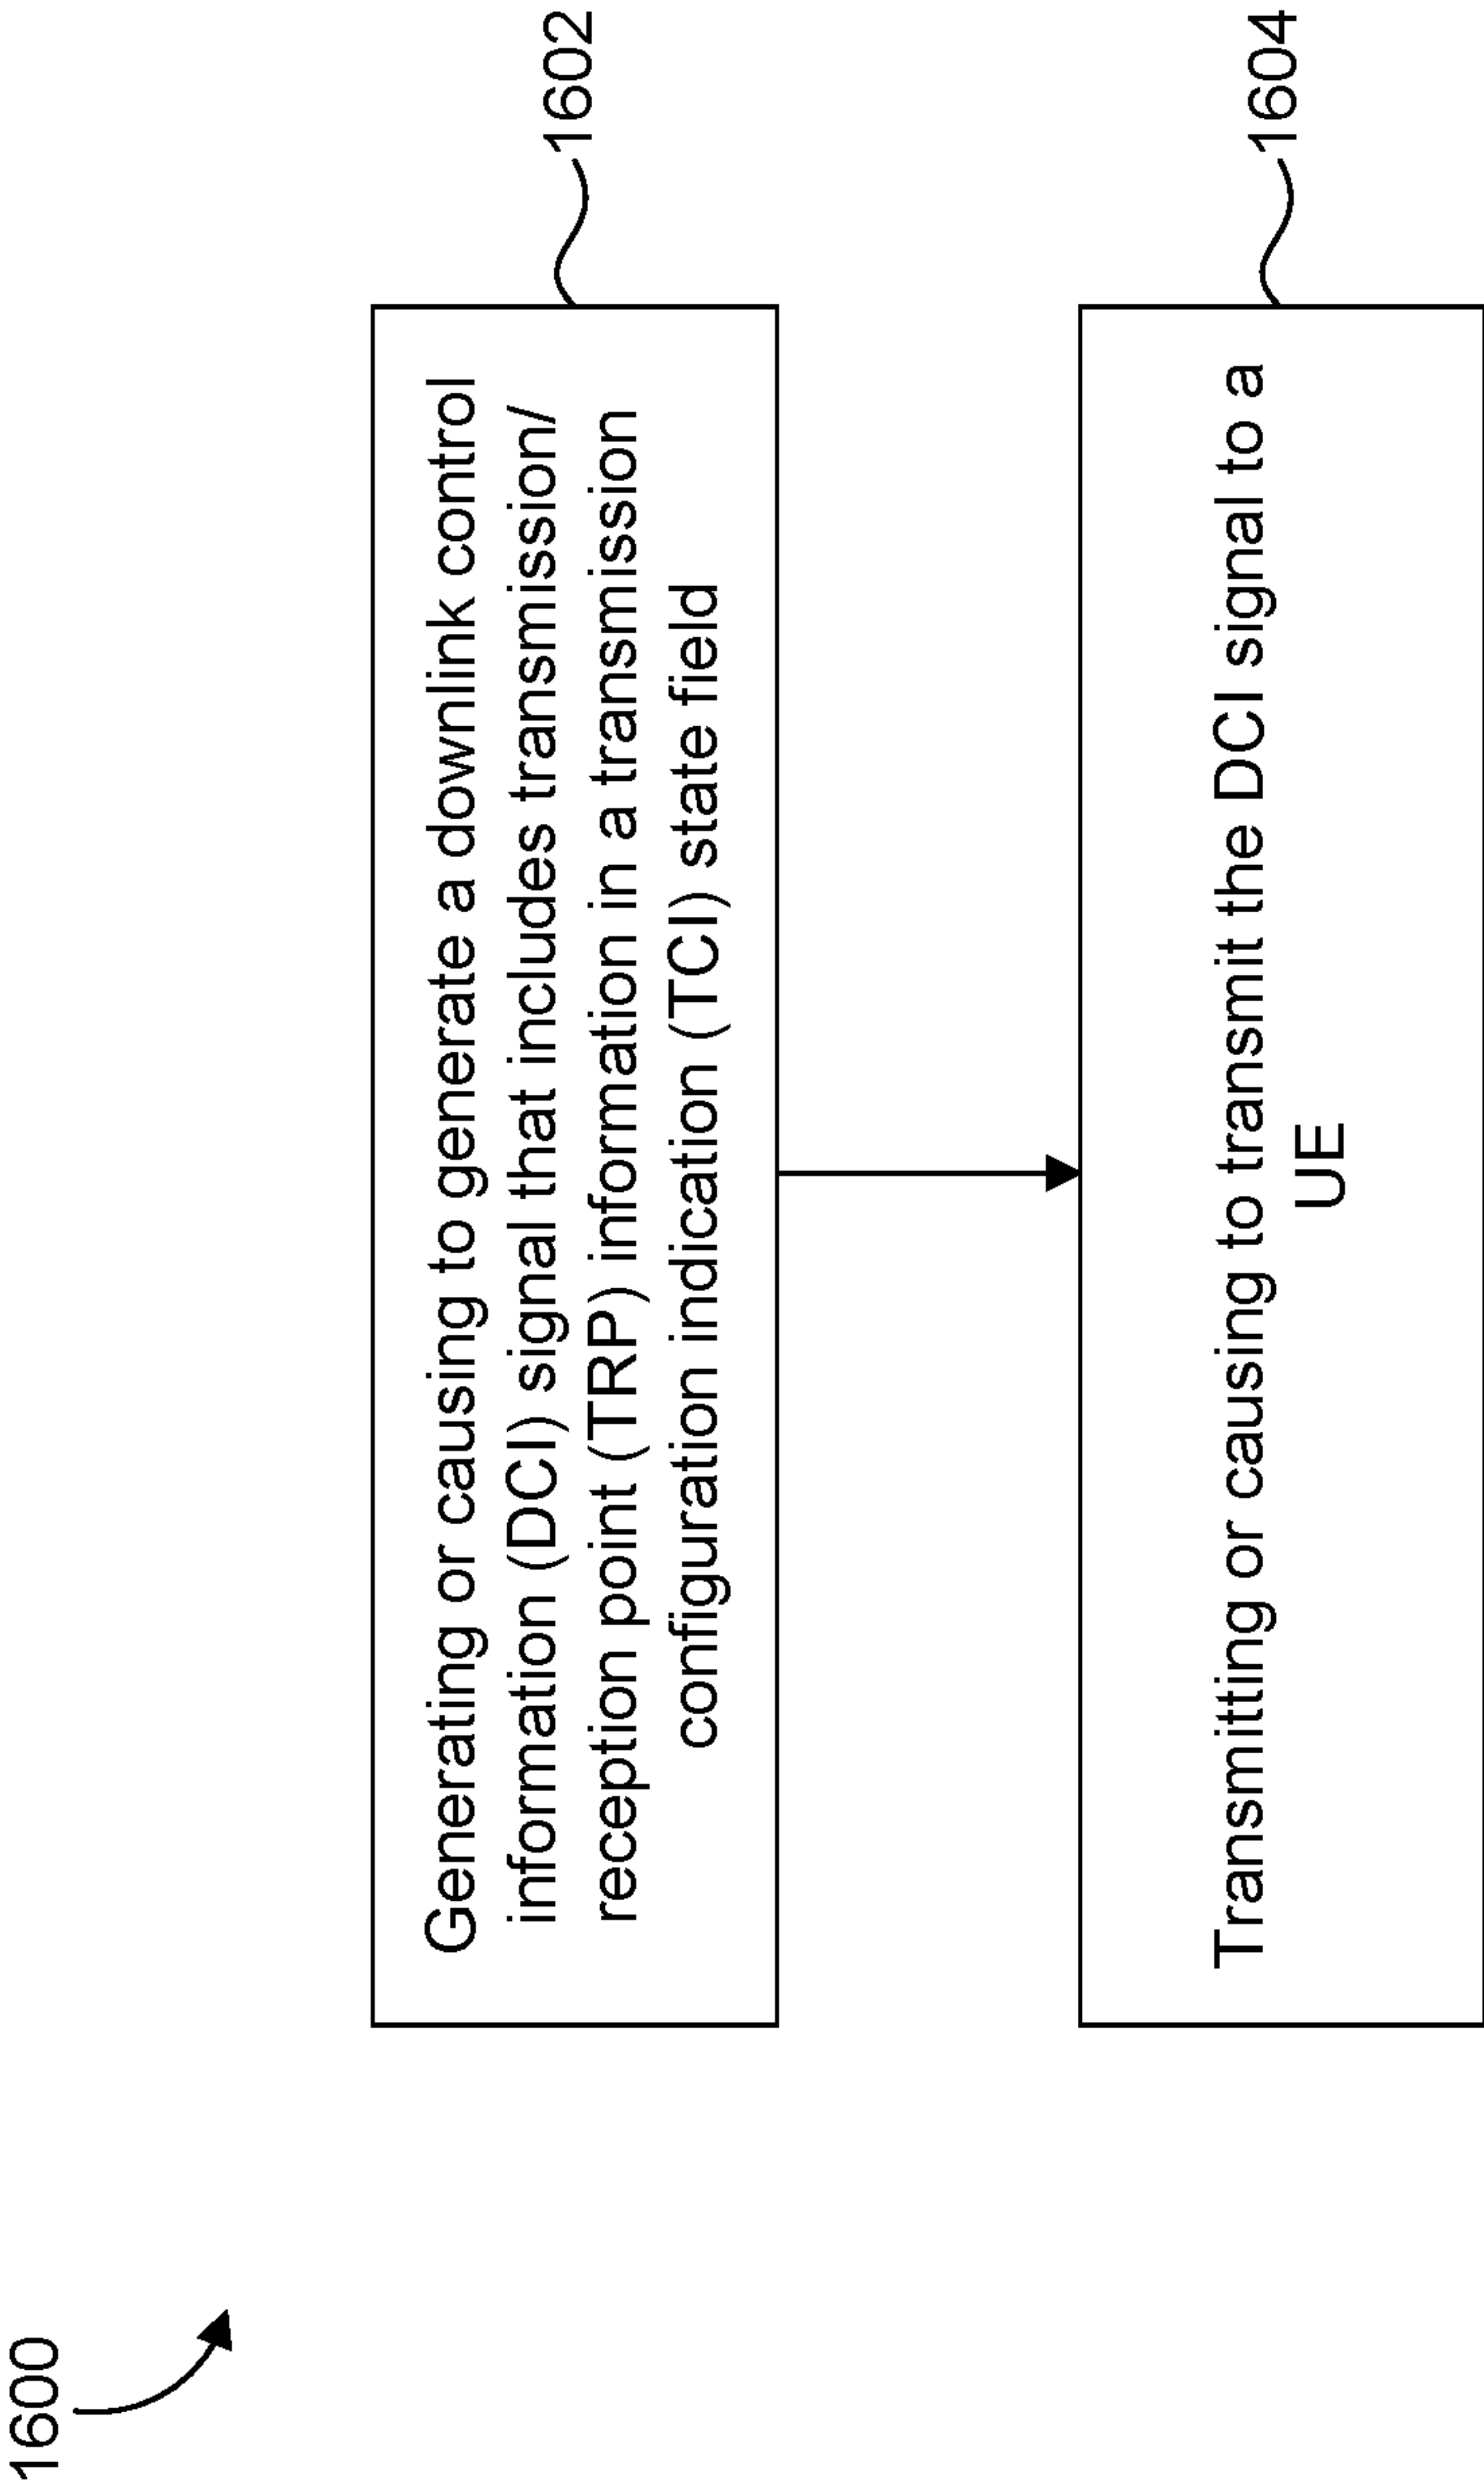 1600
Generating or causing to generate a downlink control
information (DCI) signal that includes transmission/
reception point (TRP) information in a transmission
configuration indication (TCI) state field
1602
Transmitting or causing to transmit the DCI signal to a
UE
1604